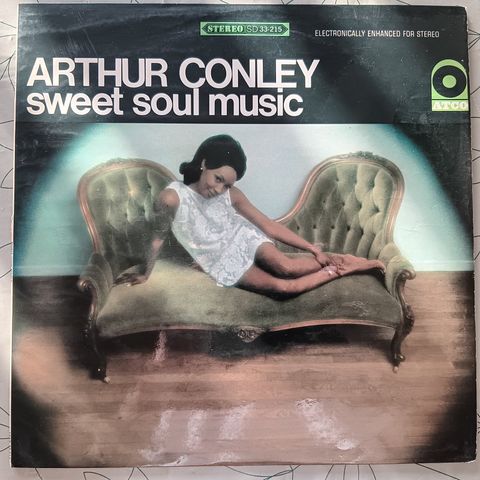 STEREO SD 33-215
ELECTRONICALLY ENHANCED FOR STEREO
ARTHUR CONLEY
sweet soul music
ATCO